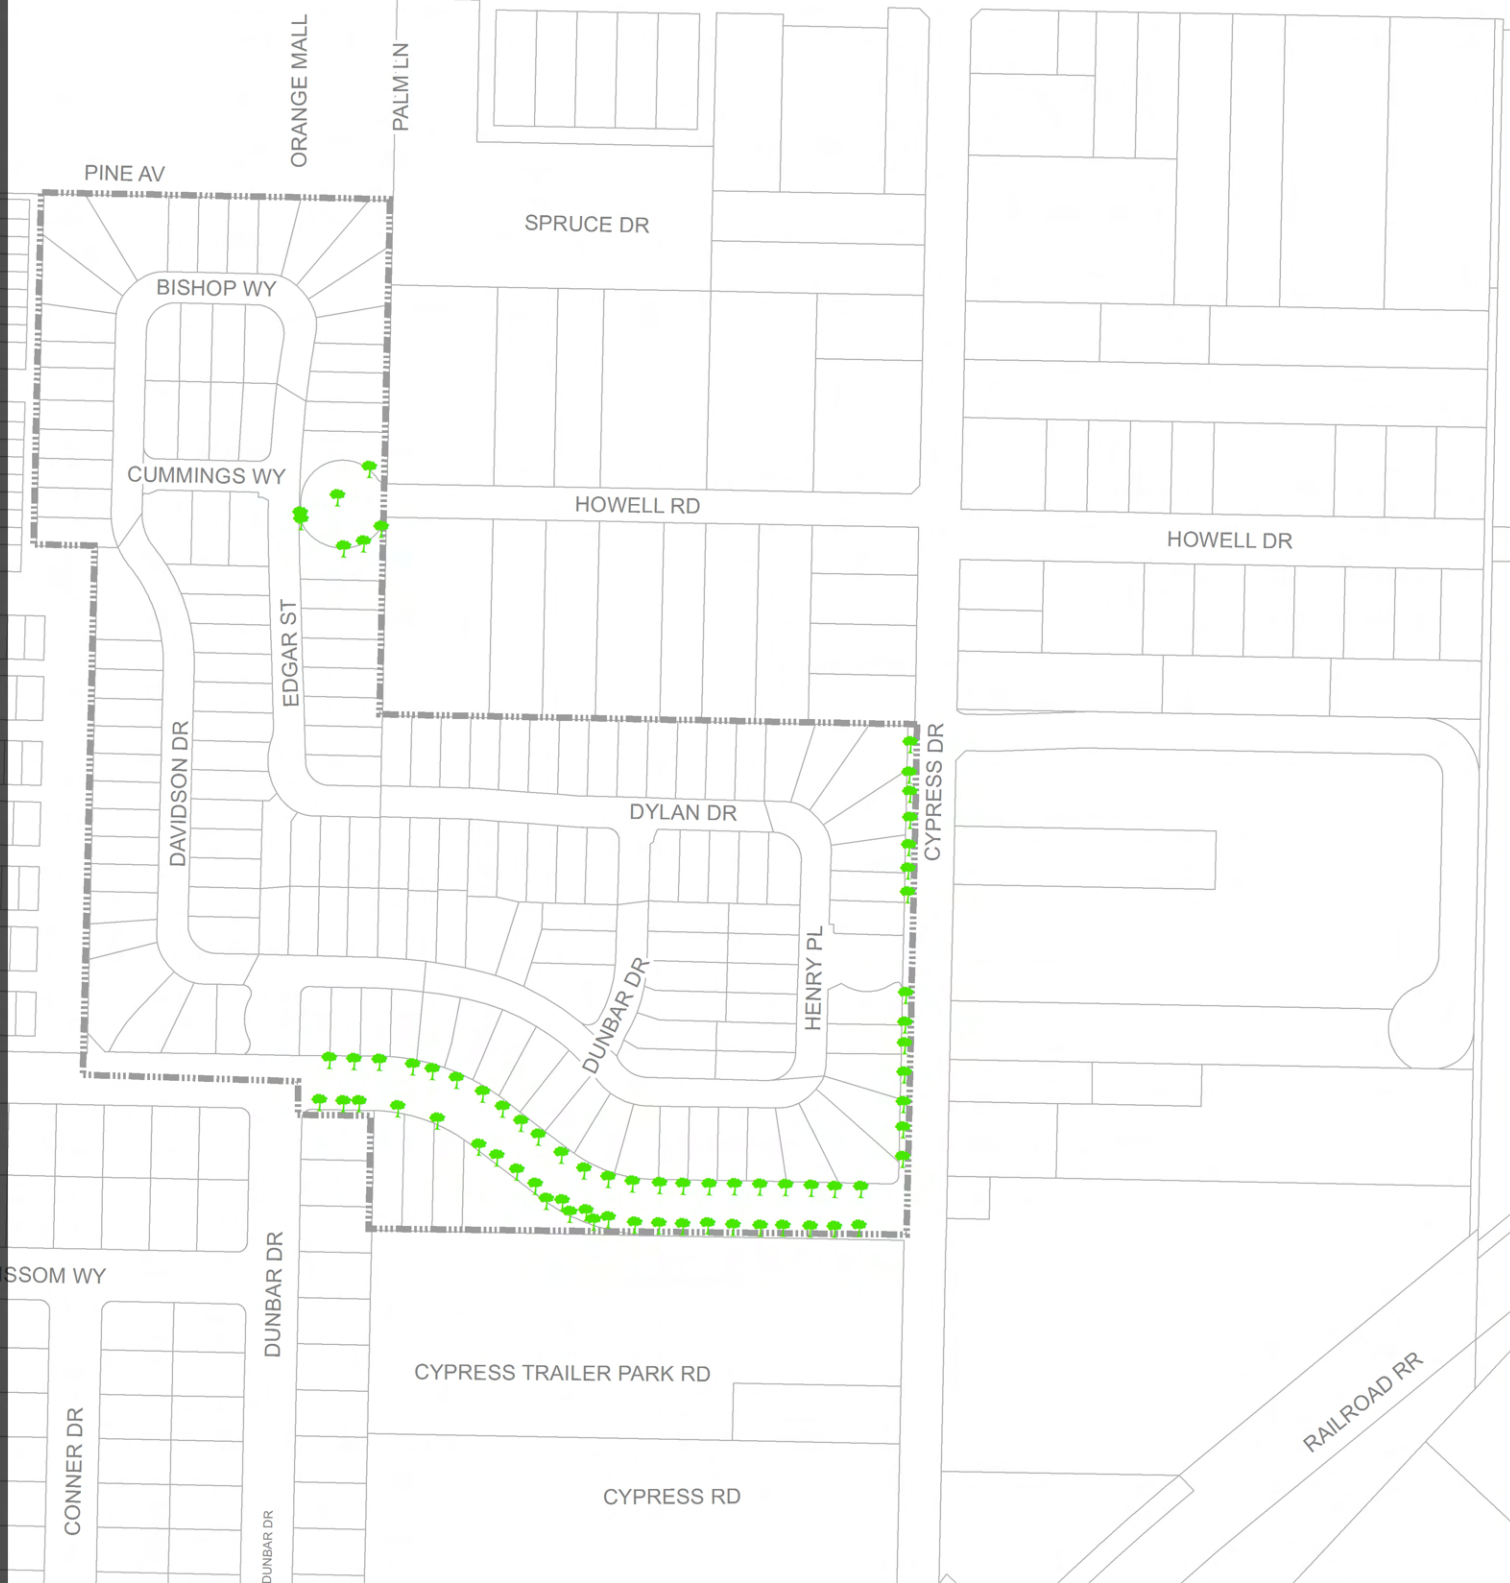 ORANGE MALL
PALM LN
PINE AV
SPRUCE DR
BISHOP WY
CUMMINGS WY
HOWELL RD
HOWELL DR
EDGAR ST
DAVIDSON DR
DYLAN DR
CYPRESS DR
HENRY PL
DUNBAR DR
DUNBAR DR
ISSOM WY
CYPRESS TRAILER PARK RD
RAILROAD RR
CONNER DR
CYPRESS RD
DUNBAR DR